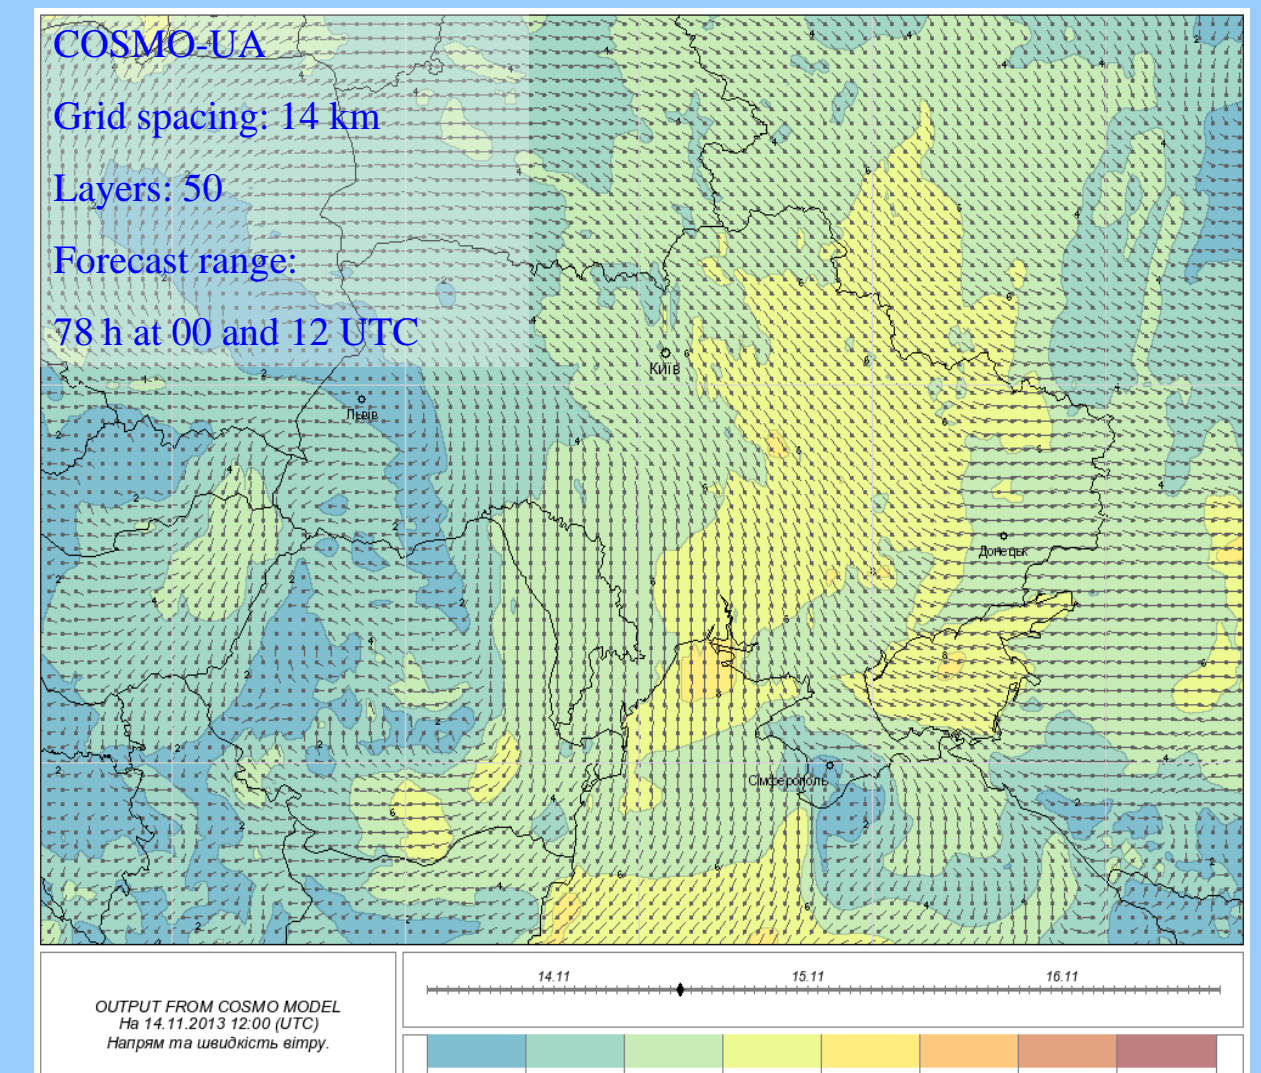 COSMO-UA
Grid spacing: 14 km
Layers: 50
Forecast range:
78 h at 00 and 12 UTC
Київ
Львів
Донецьк
Сімферополь
14.11 15.11 16.11
OUTPUT FROM COSMO MODEL
На 14.11.2013 12:00 (UTC)
Напрям та швидкість вітру.